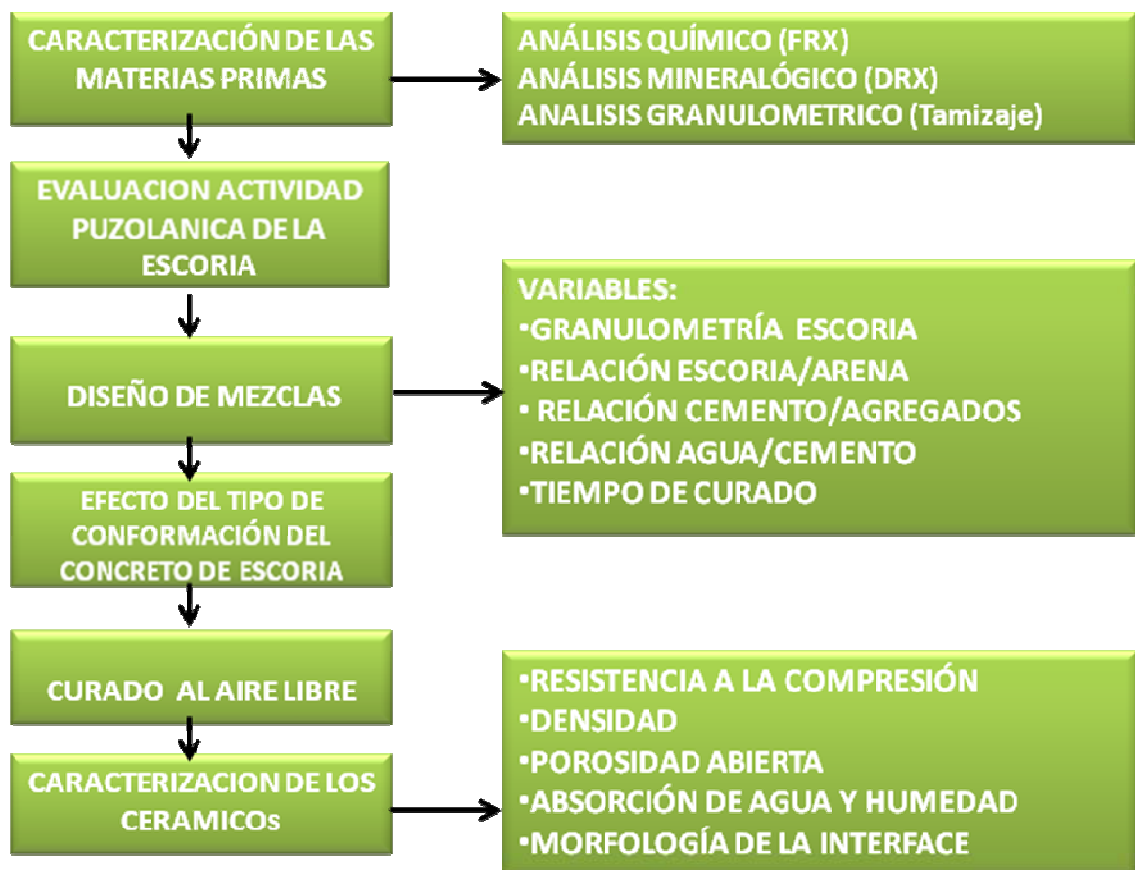 CARACTERIZACIÓN DE LAS
MATERIAS PRIMAS
ANÁLISIS QUÍMICO (FRX)
ANÁLISIS MINERALÓGICO (DRX)
ANALISIS GRANULOMETRICO (Tamizaje)
EVALUACION ACTIVIDAD
PUZOLANICA DE LA
ESCORIA
DISEÑO DE MEZCLAS
VARIABLES:
•GRANULOMETRÍA ESCORIA
•RELACIÓN ESCORIA/ARENA
• RELACIÓN CEMENTO/AGREGADOS
•RELACIÓN AGUA/CEMENTO
•TIEMPO DE CURADO
EFECTO DEL TIPO DE
CONFORMACIÓN DEL
CONCRETO DE ESCORIA
CURADO AL AIRE LIBRE
CARACTERIZACION DE LOS
CERAMICOs
•RESISTENCIA A LA COMPRESIÓN
•DENSIDAD
•POROSIDAD ABIERTA
•ABSORCIÓN DE AGUA Y HUMEDAD
•MORFOLOGÍA DE LA INTERFACE